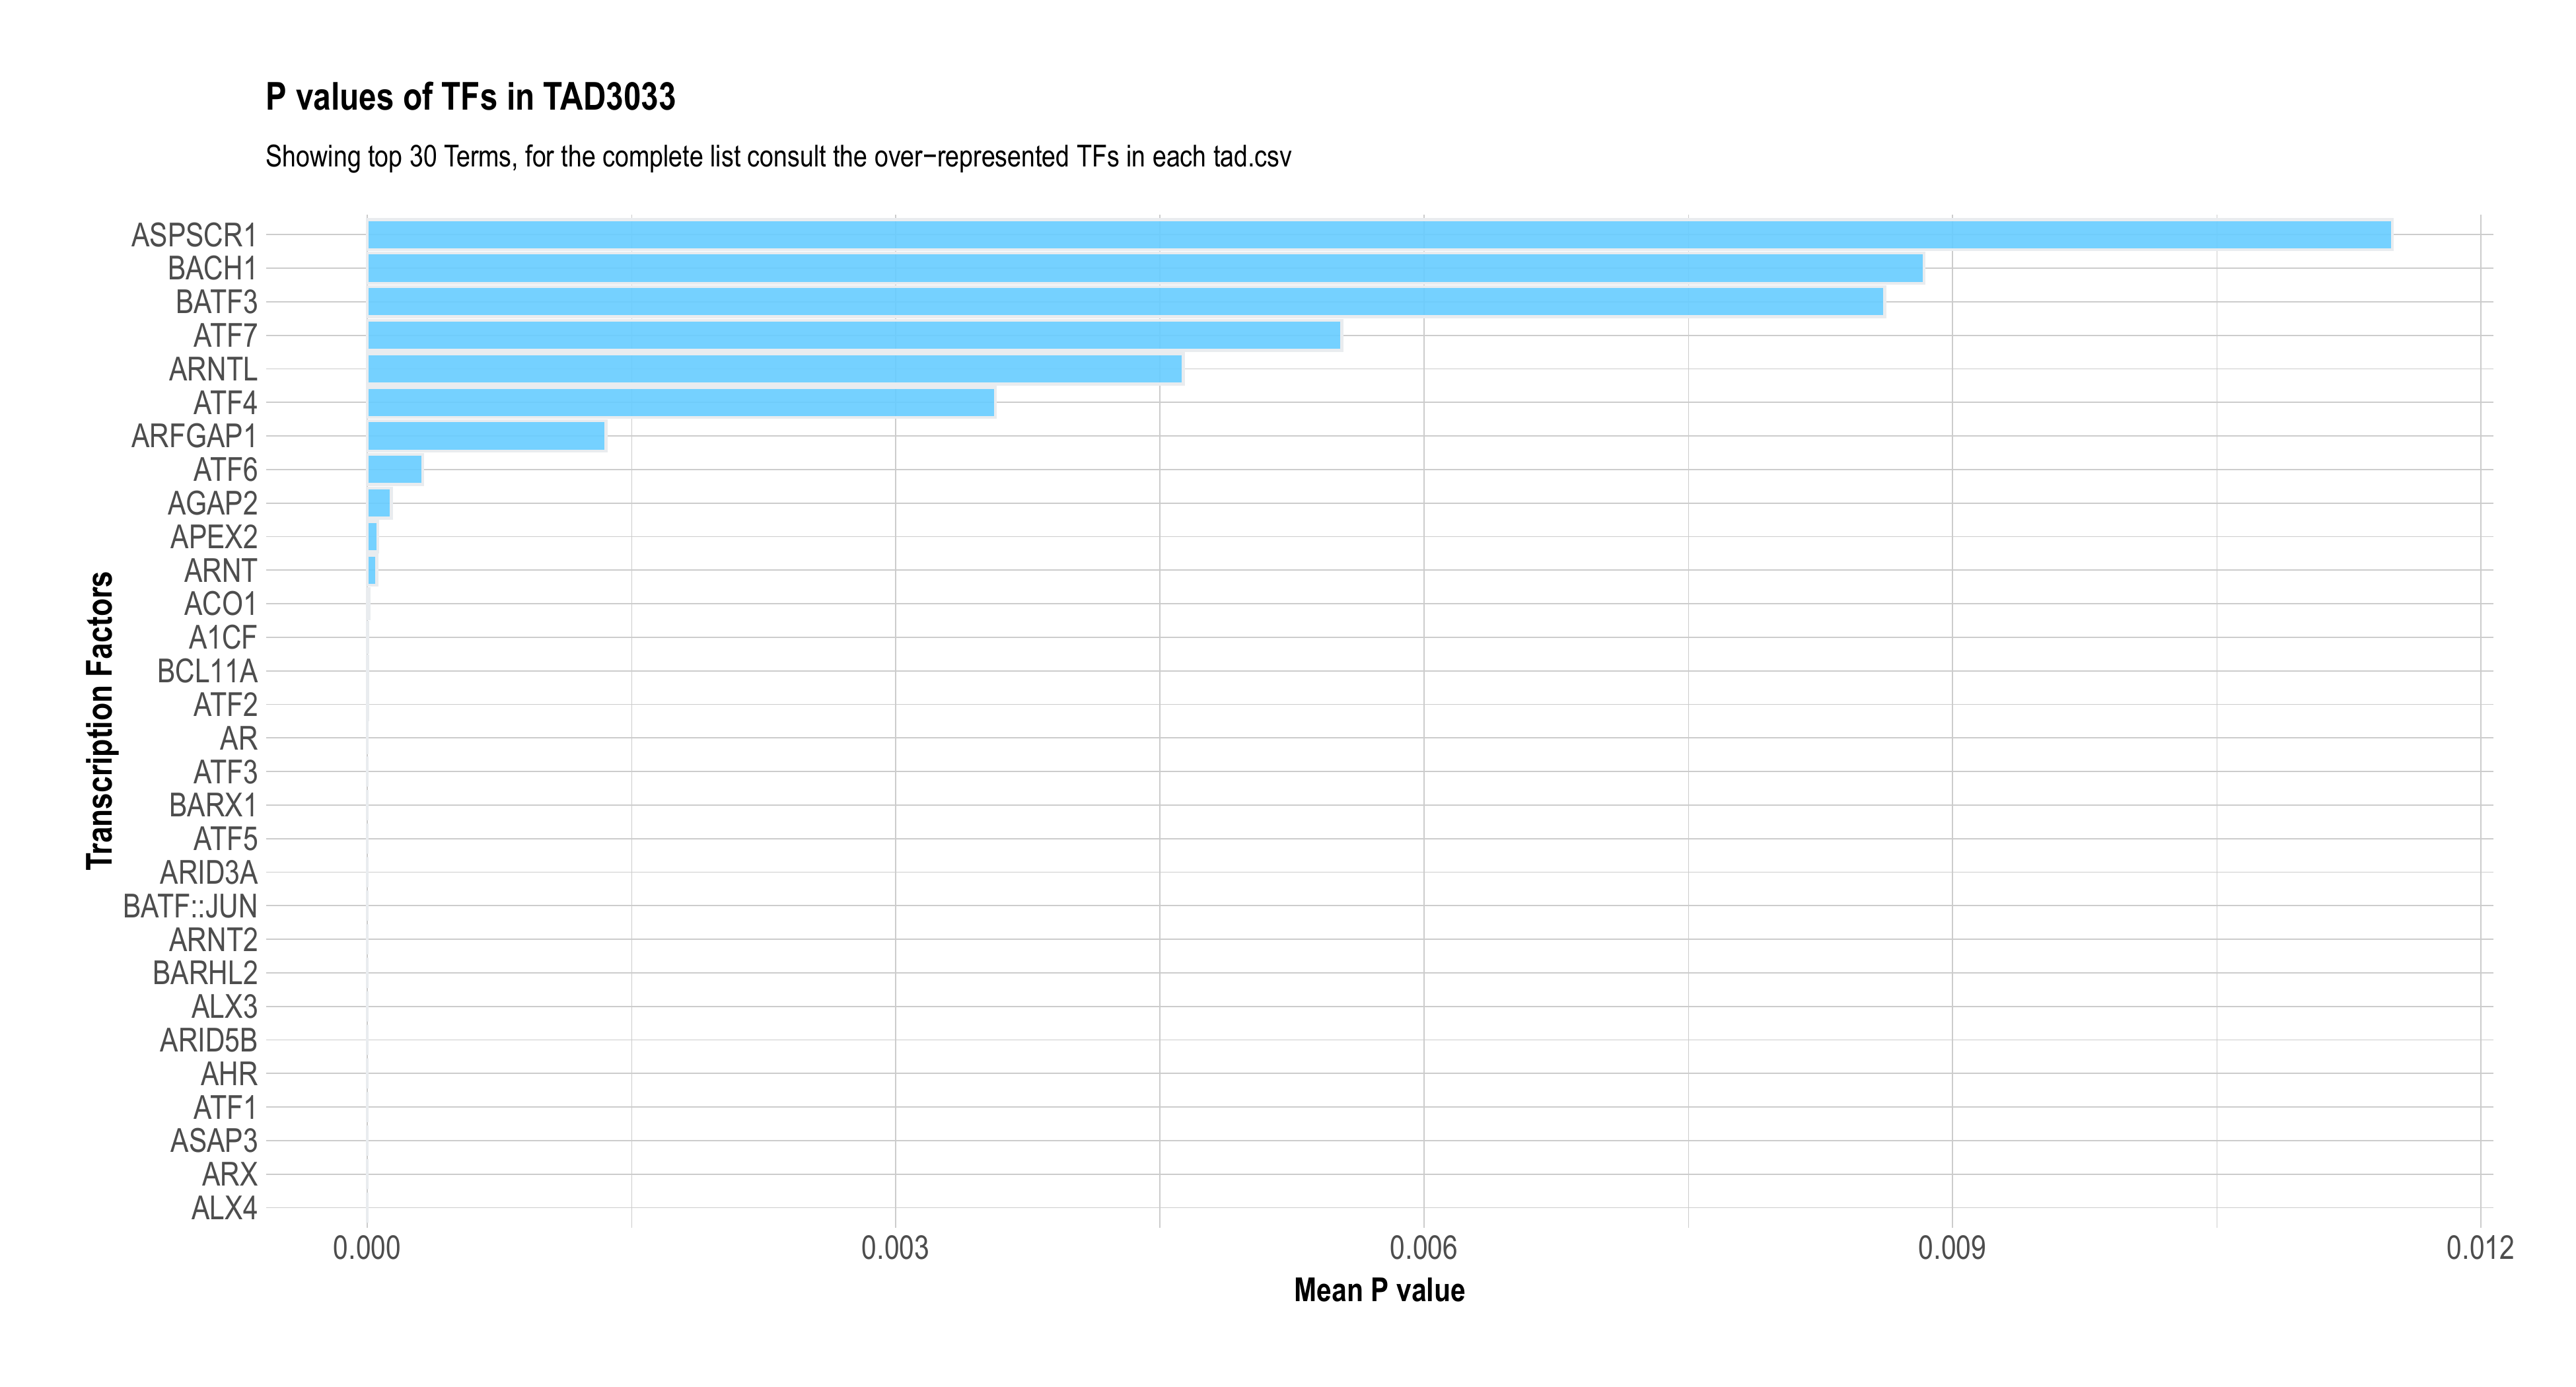 P values of TFs in TAD3033
Showing top 30 Terms, for the complete list consult the over−represented TFs in each tad.csv
Transcription Factors
ASPSCR1
BACH1
BATF3
ATF7
ARNTL
ATF4
ARFGAP1
ATF6
AGAP2
APEX2
ARNT
ACO1
A1CF
BCL11A
ATF2
AR
ATF3
BARX1
ATF5
ARID3A
BATF::JUN
ARNT2
BARHL2
ALX3
ARID5B
AHR
ATF1
ASAP3
ARX
ALX4
0.000 0.003 0.006 0.009 0.012
Mean P value